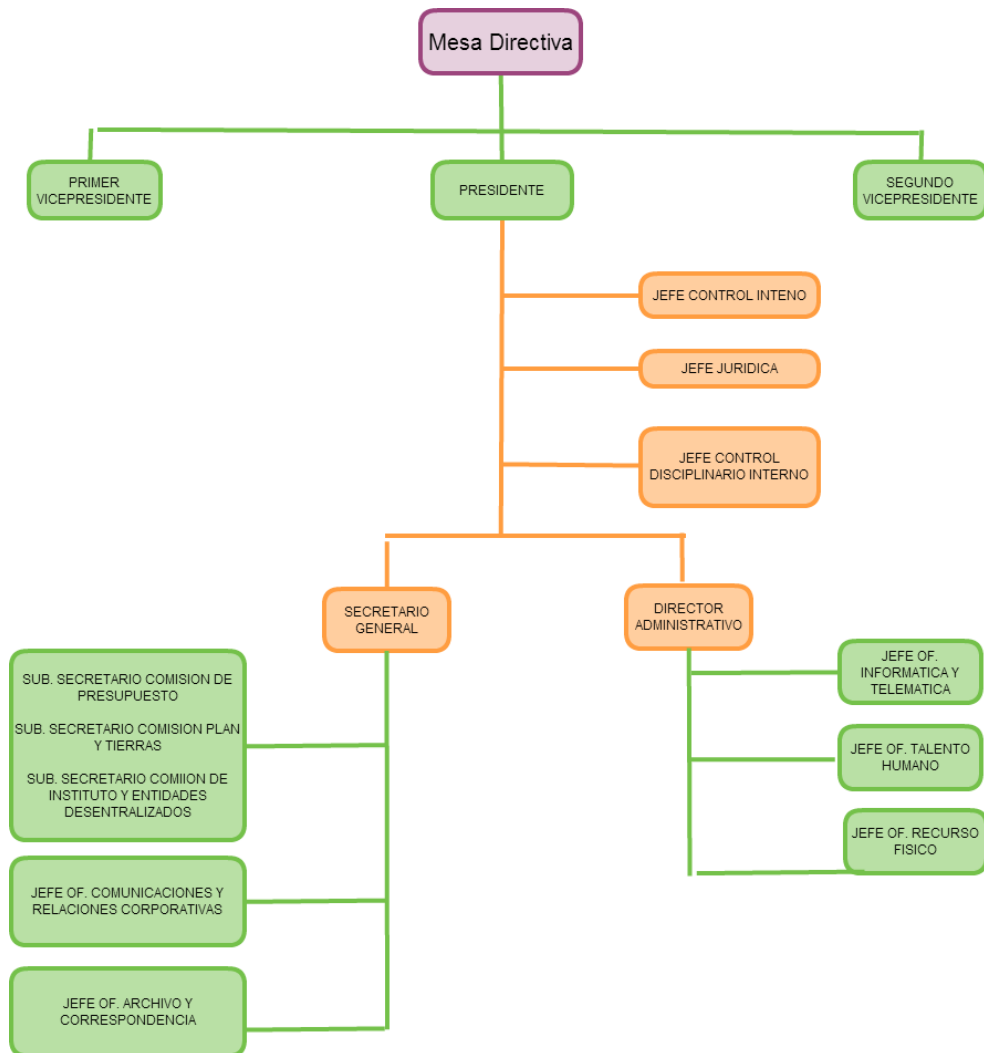 Mesa Directiva
PRIMER
VICEPRESIDENTE
PRESIDENTE
SEGUNDO
VICEPRESIDENTE
JEFE CONTROL INTENO
JEFE JURIDICA
JEFE CONTROL
DISCIPLINARIO INTERNO
SECRETARIO
GENERAL
DIRECTOR
ADMINISTRATIVO
SUB. SECRETARIO COMISION DE
PRESUPUESTO
SUB. SECRETARIO COMISION PLAN
Y TIERRAS
SUB. SECRETARIO COMIION DE
INSTITUTO Y ENTIDADES
DESENTRALIZADOS
JEFE OF. COMUNICACIONES Y
RELACIONES CORPORATIVAS
JEFE OF. ARCHIVO Y
CORRESPONDENCIA
JEFE OF.
INFORMATICA Y
TELEMATICA
JEFE OF. TALENTO
HUMANO
JEFE OF. RECURSO
FISICO